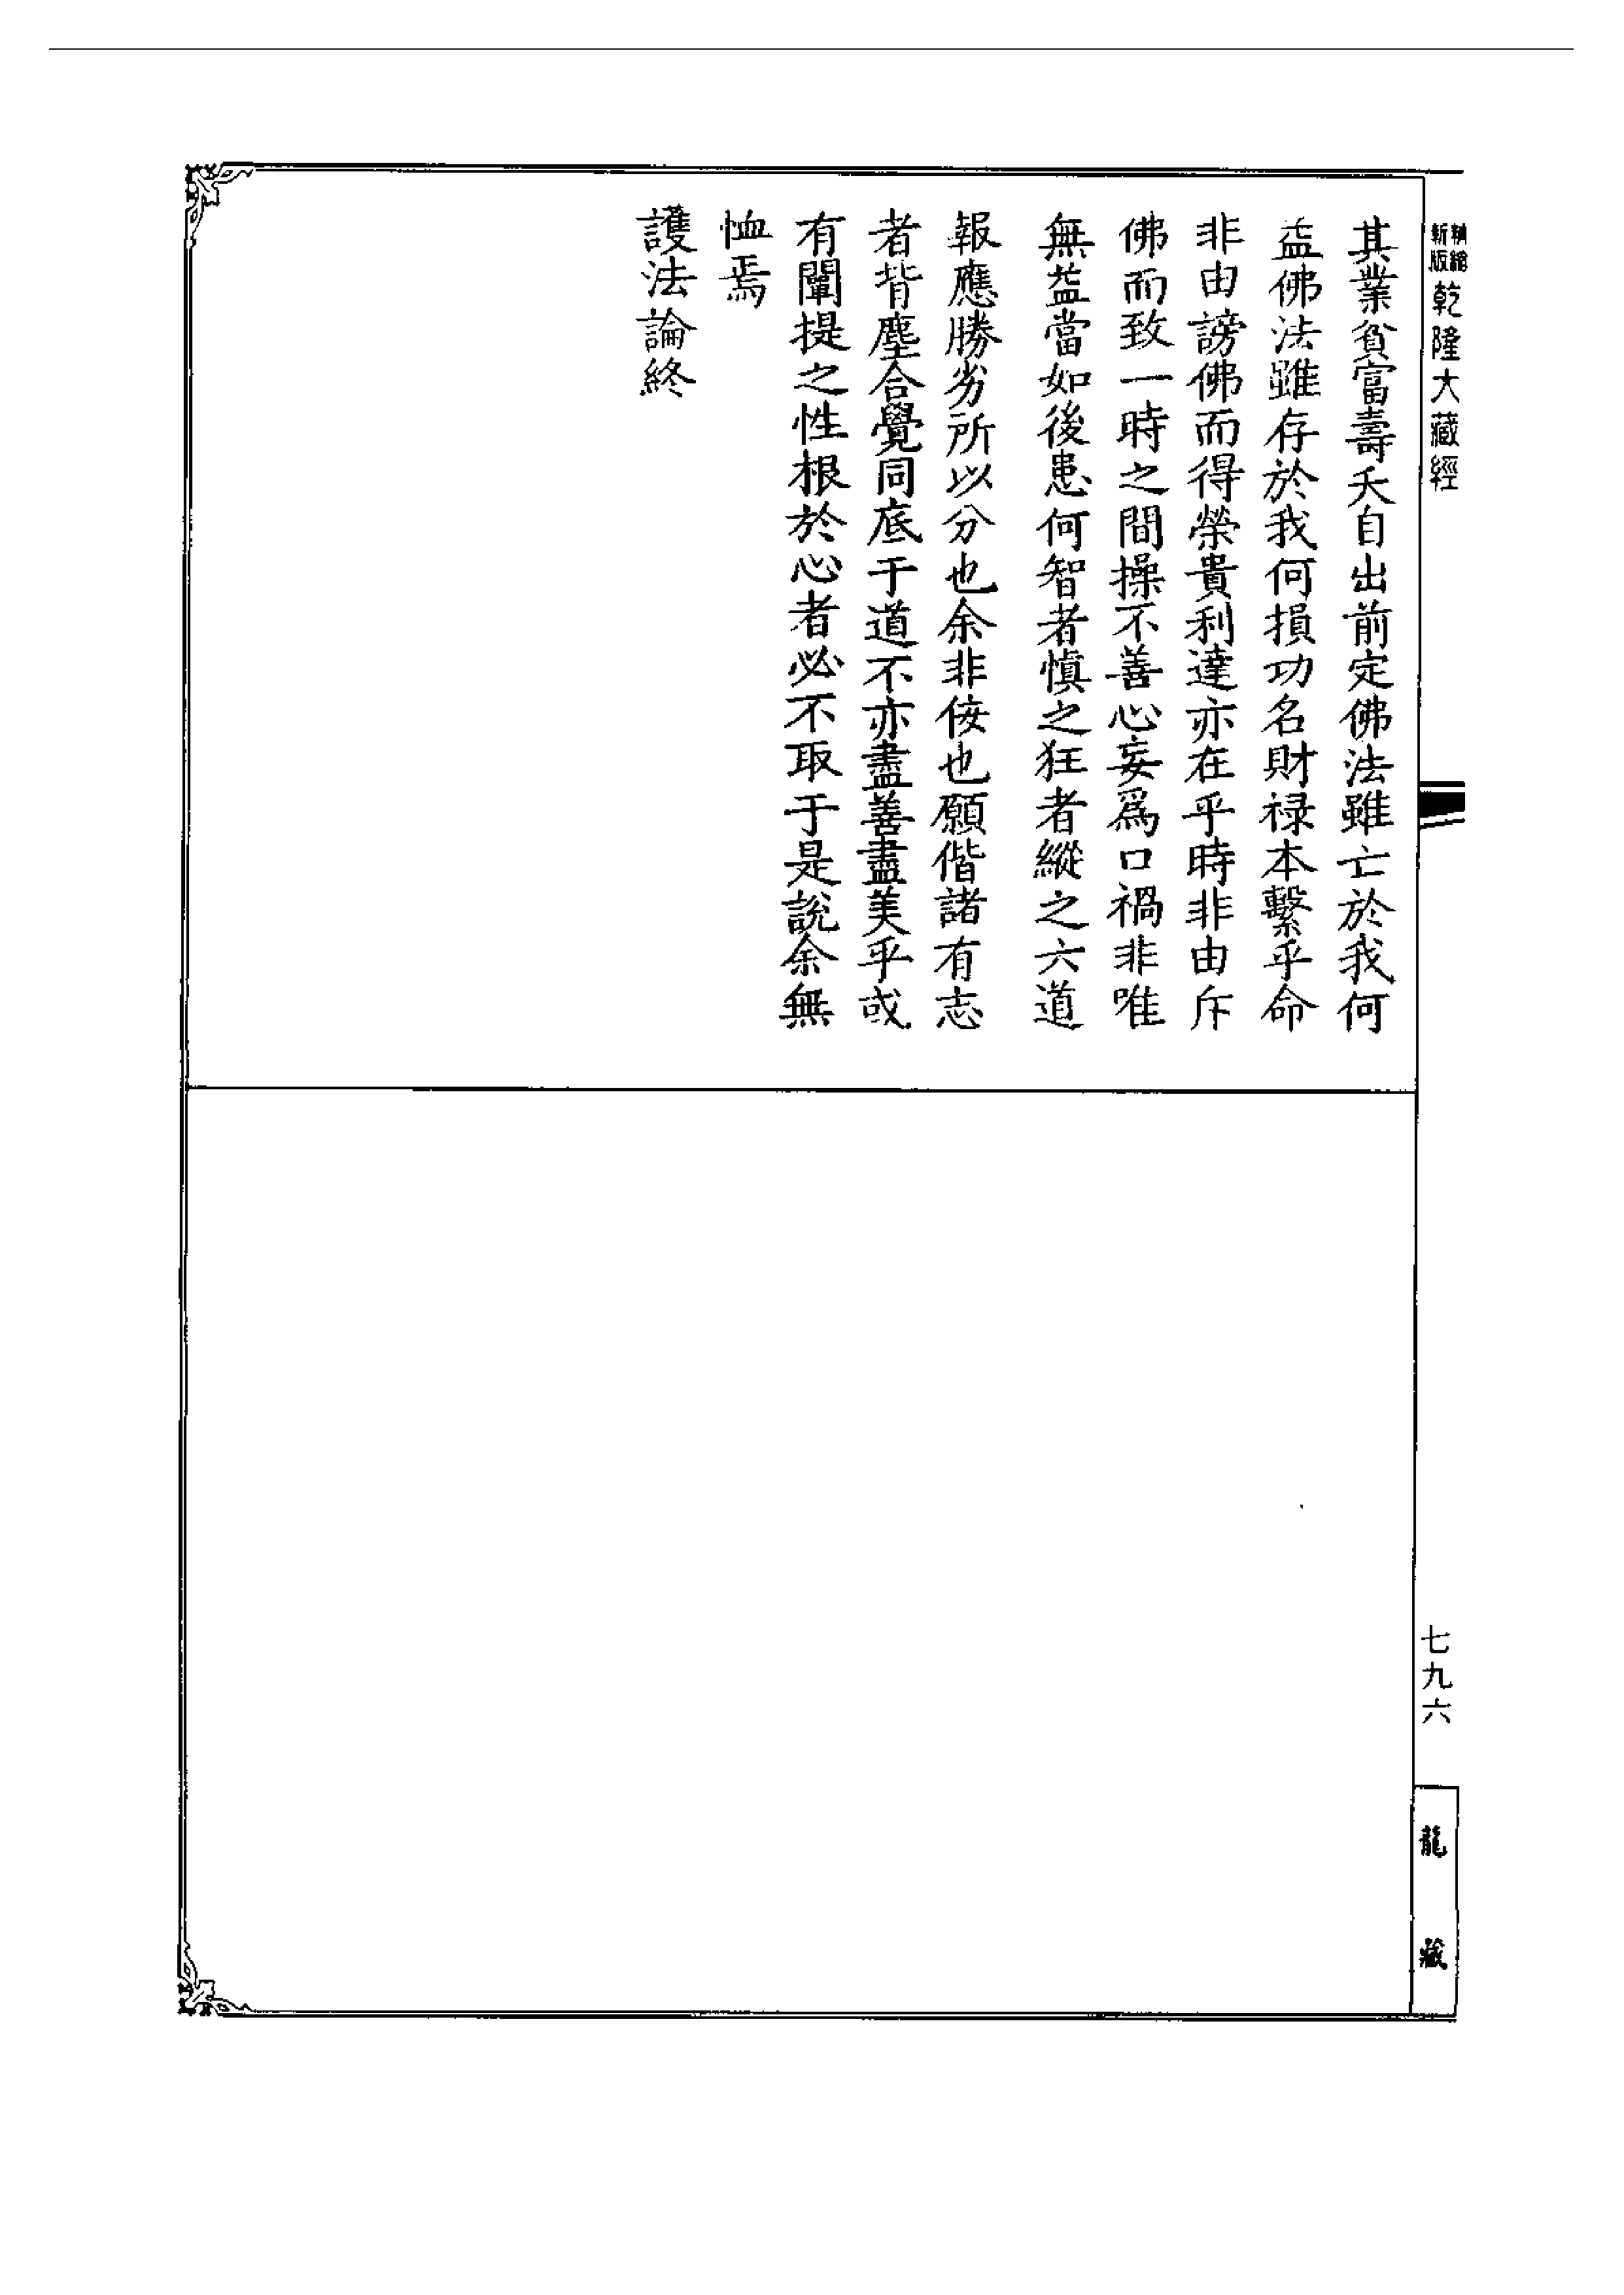 新版
精縮
乾隆大藏經
其業貧富壽夭自出前定佛法雖亡於我何
益佛法雖存於我何損功名財祿本繫乎命
非由謗佛而得榮貴利達亦在乎時非由斥
佛而致一時之間操不善心妄爲口禍非唯
無益當如後患何智者慎之狂者縱之六道
報應勝劣所以分也余非佞也願偕諸有志
者背塵合覺同底于道不亦盡善盡美乎或
有闡提之性根於心者必不取于是說余無
恤焉
護法論終
七九六
龍藏